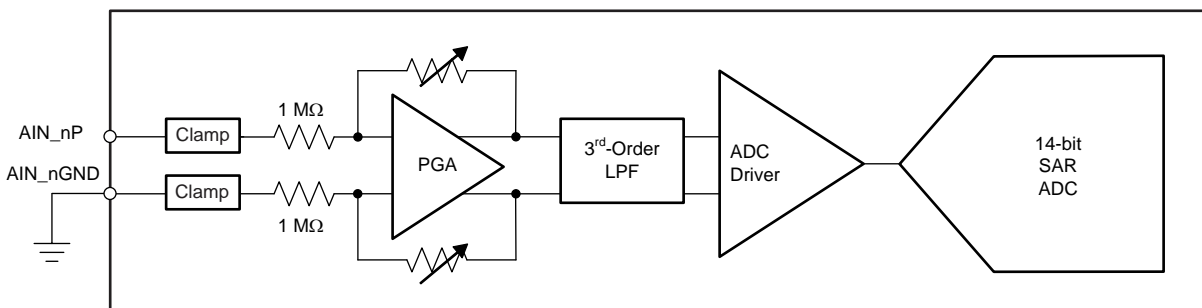 AIN_nP
AIN_nGND
Clamp
Clamp
1 MΩ
1 MΩ
PGA
3rd-Order
LPF
ADC
Driver
14-bit
SAR
ADC